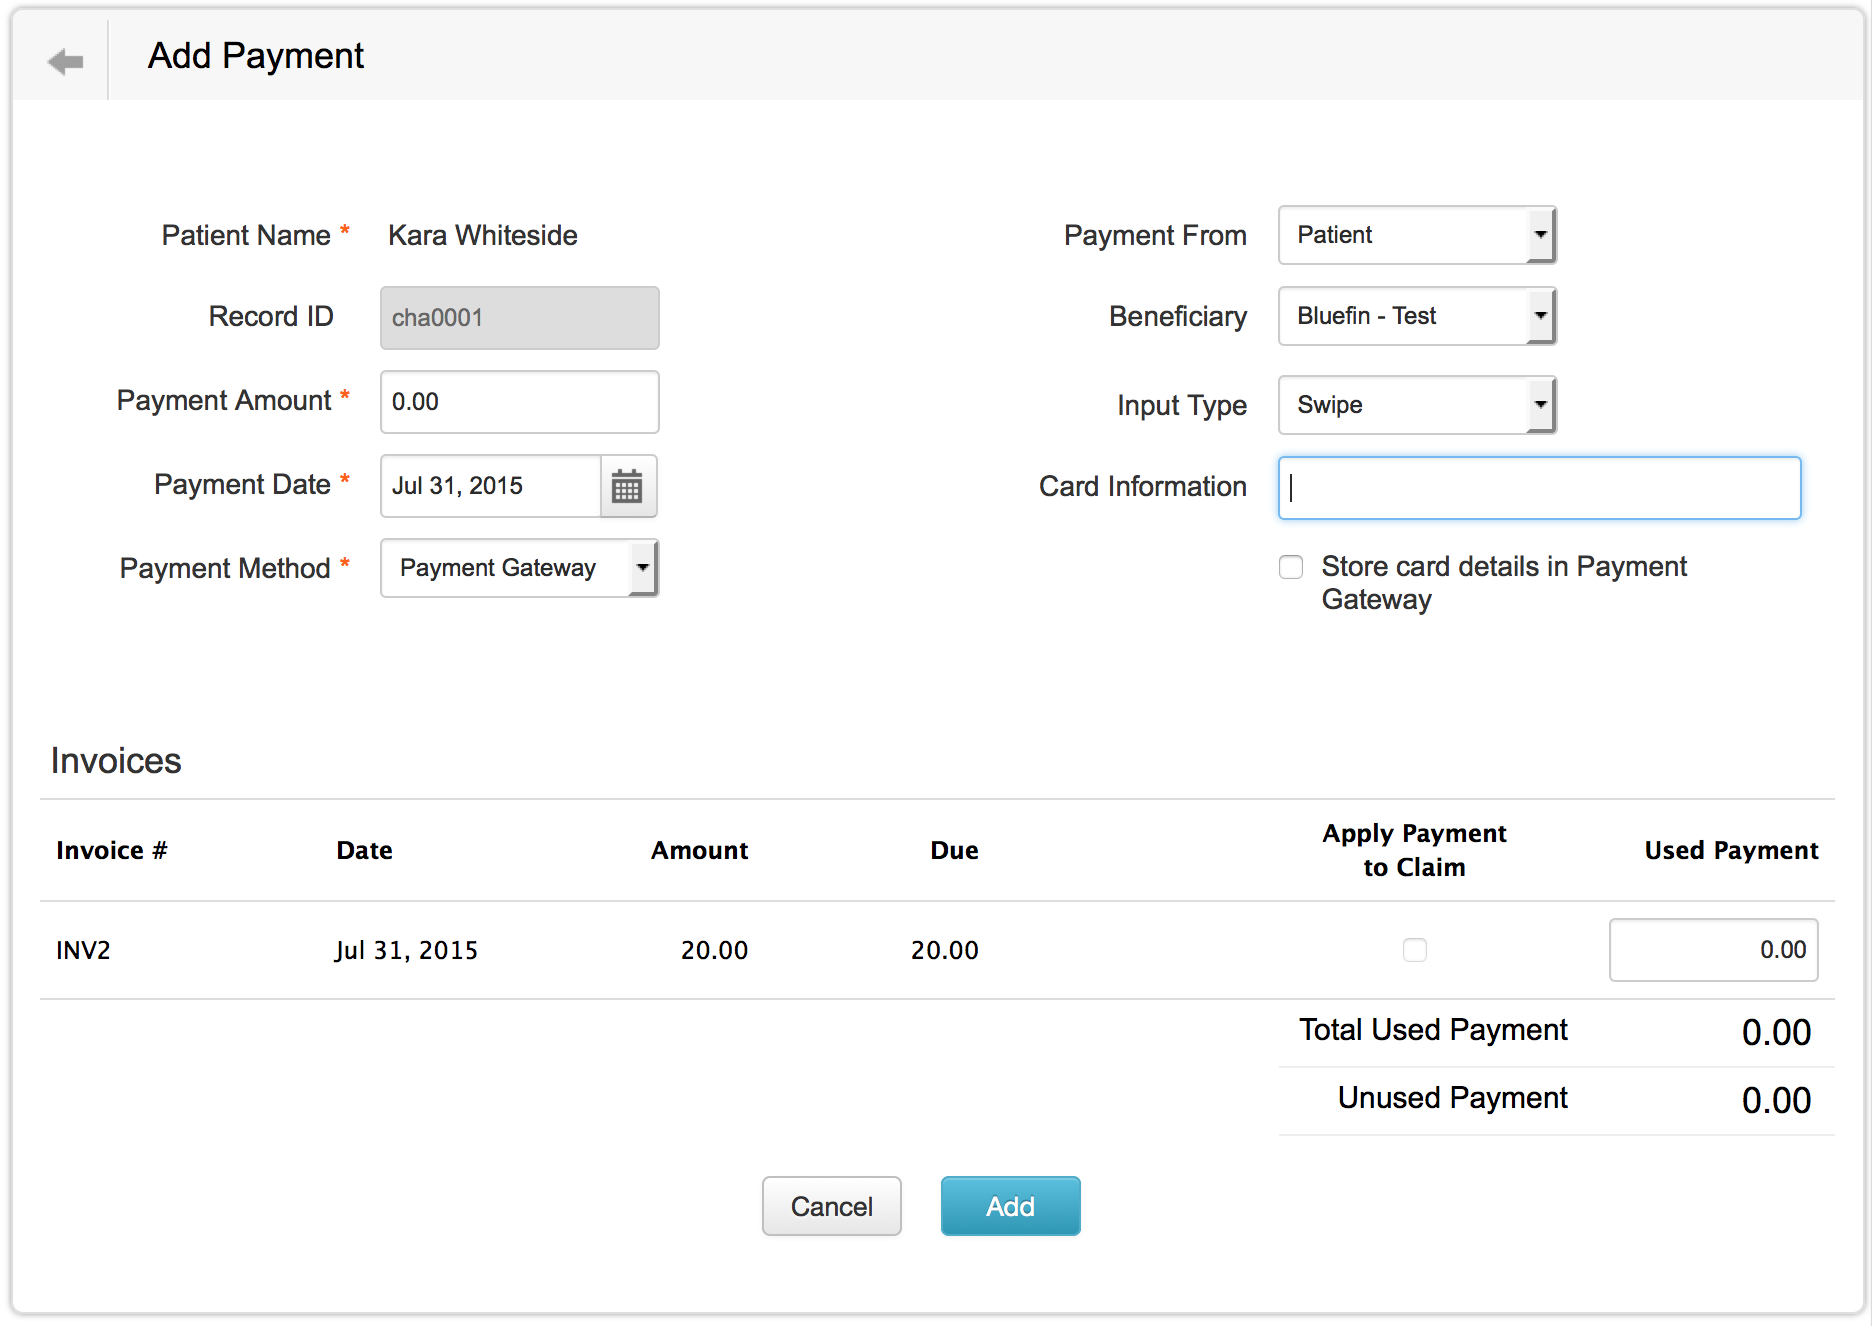 Add Payment
Patient Name * Kara Whiteside
Record ID cha0001
Payment Amount * 0.00
Payment Date * Jul 31, 2015
Payment Method * Payment Gateway
Payment From Patient
Beneficiary Bluefin - Test
Input Type Swipe
Card Information
Store card details in Payment
Gateway
Invoices
Invoice # Date Amount Due Apply Payment
to Claim Used Payment
INV2 Jul 31, 2015 20.00 20.00 0.00
Total Used Payment 0.00
Unused Payment 0.00
Cancel Add